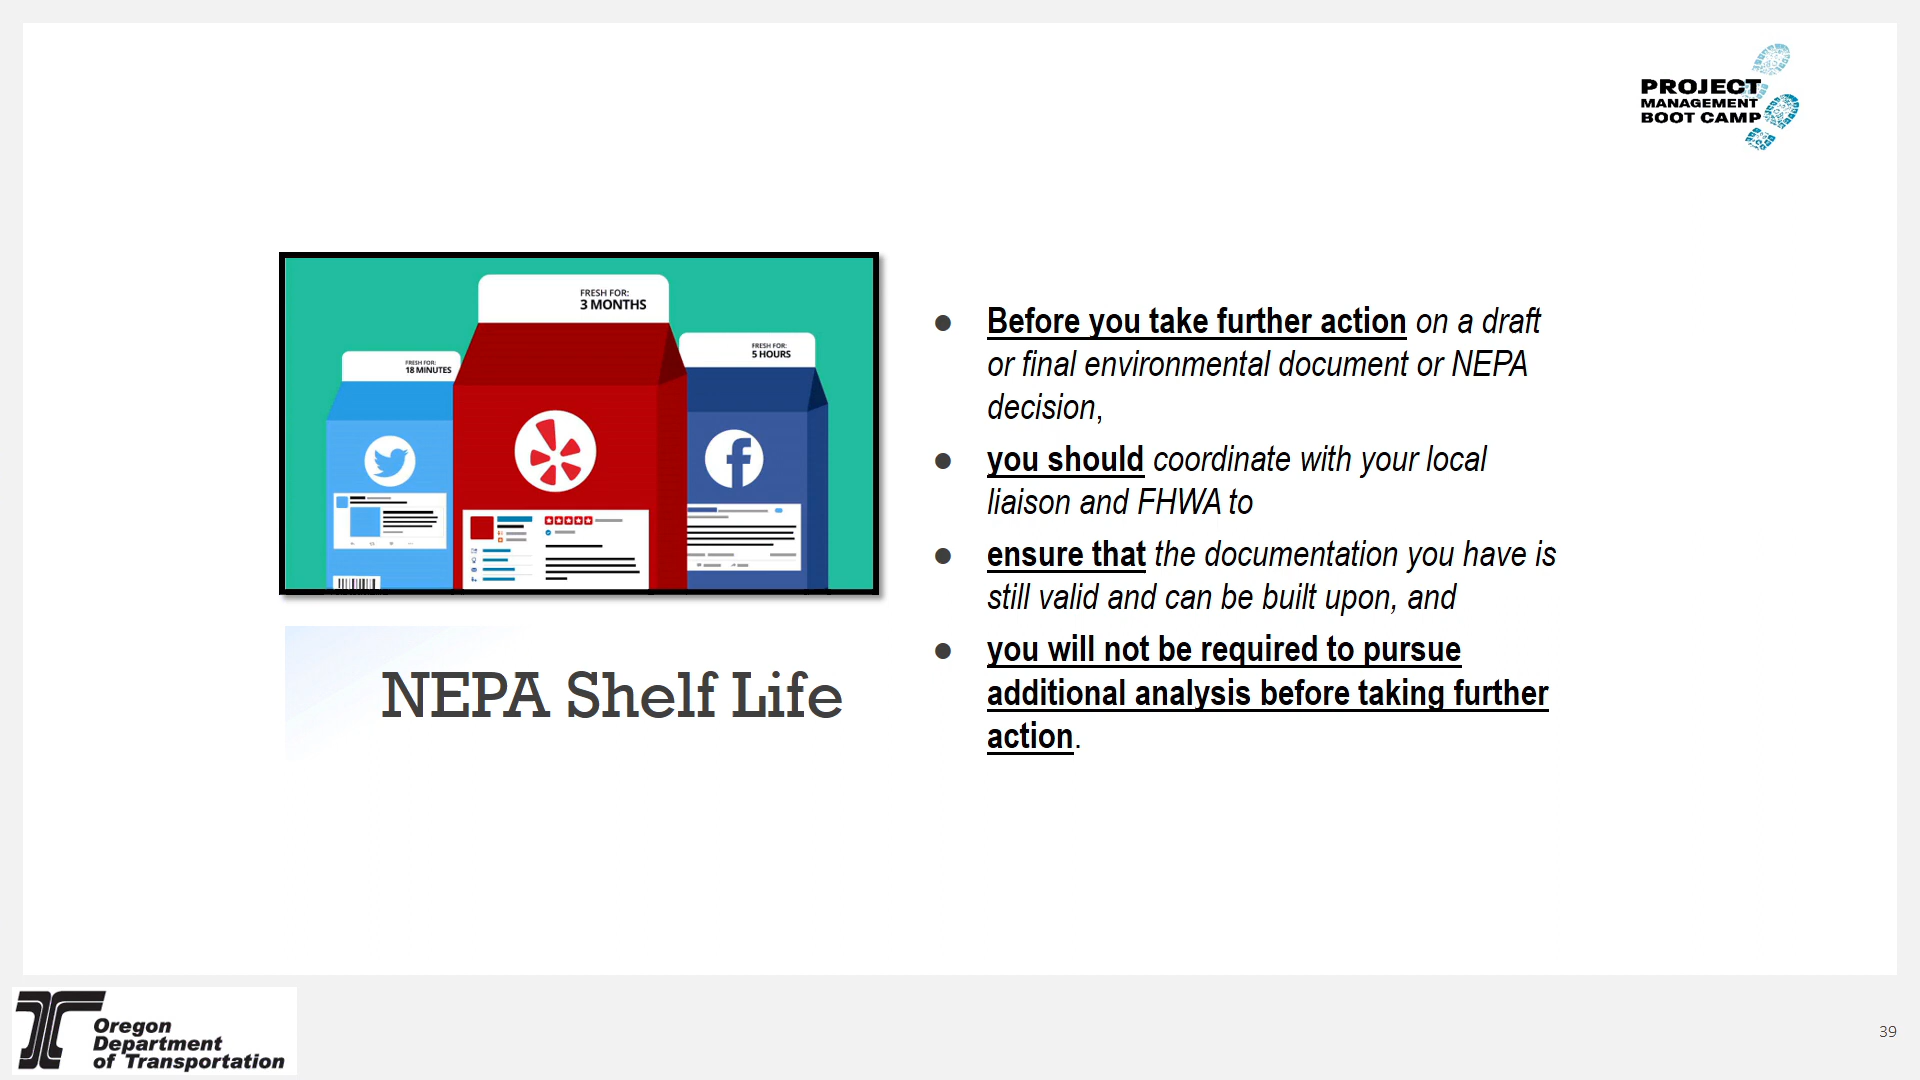 PROJECT
MANAGEMENT
BOOT CAMP
FRESH FOR:
3 MONTHS
FRESH FOR:
5 HOURS
FRESH FOR:
18 MINUTES
NEPA Shelf Life
● Before you take further action on a draft
or final environmental document or NEPA
decision,
● you should coordinate with your local
liaison and FHWA to
● ensure that the documentation you have is
still valid and can be built upon, and
● you will not be required to pursue
additional analysis before taking further
action.
Oregon
Department
of Transportation
39